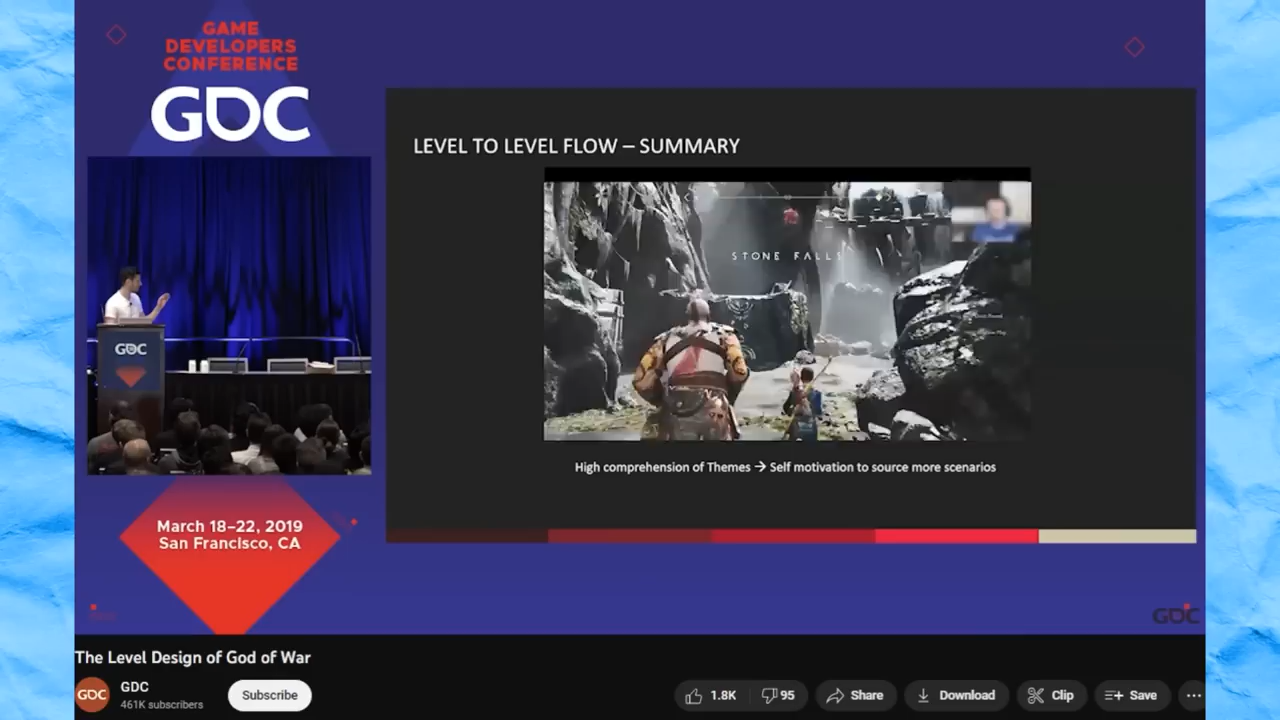 GAME
DEVELOPERS
CONFERENCE
GDC
LEVEL TO LEVEL FLOW – SUMMARY
STONE FALLS
High comprehension of Themes → Self motivation to source more scenarios
GDC
March 18–22, 2019
San Francisco, CA
GDC
The Level Design of God of War
GDC
GDC
461K subscribers
Subscribe
1.8K
95
Share
Download
Clip
Save